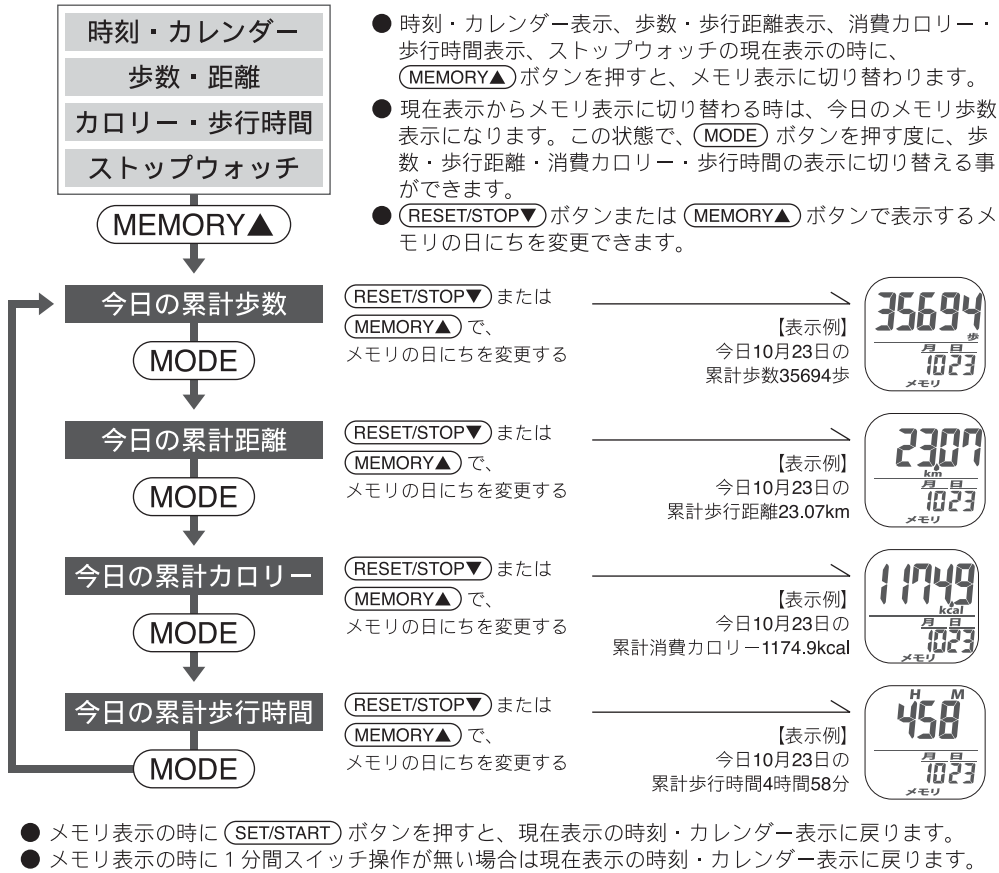 時刻・カレンダー
歩数・距離
カロリー・歩行時間
ストップウォッチ
MEMORY▲
● 時刻・カレンダー表示、歩数・歩行距離表示、消費カロリー・
歩行時間表示、ストップウォッチの現在表示の時に、
MEMORY▲ ボタンを押すと、メモリ表示に切り替わります。
● 現在表示からメモリ表示に切り替わる時は、今日のメモリ歩数
表示になります。この状態で、MODE ボタンを押す度に、歩
数・歩行距離・消費カロリー・歩行時間の表示に切り替える事
ができます。
● RESET/STOP▼ ボタンまたは MEMORY▲ ボタンで表示するメ
モリの日にちを変更できます。
今日の累計歩数
MODE
RESET/STOP▼ または
MEMORY▲ で、
メモリの日にちを変更する
【表示例】
今日10月23日の
累計歩数35694歩
35694
歩
月 日
1023
メモリ
今日の累計距離
MODE
RESET/STOP▼ または
MEMORY▲ で、
メモリの日にちを変更する
【表示例】
今日10月23日の
累計歩行距離23.07km
23.07
km
月 日
1023
メモリ
今日の累計カロリー
MODE
RESET/STOP▼ または
MEMORY▲ で、
メモリの日にちを変更する
【表示例】
今日10月23日の
累計消費カロリー1174.9kcal
1174.9
kcal
月 日
1023
メモリ
今日の累計歩行時間
MODE
RESET/STOP▼ または
MEMORY▲ で、
メモリの日にちを変更する
【表示例】
今日10月23日の
累計歩行時間4時間58分
H M
458
月 日
1023
メモリ
● メモリ表示の時に SET/START ボタンを押すと、現在表示の時刻・カレンダー表示に戻ります。
● メモリ表示の時に1分間スイッチ操作が無い場合は現在表示の時刻・カレンダー表示に戻ります。